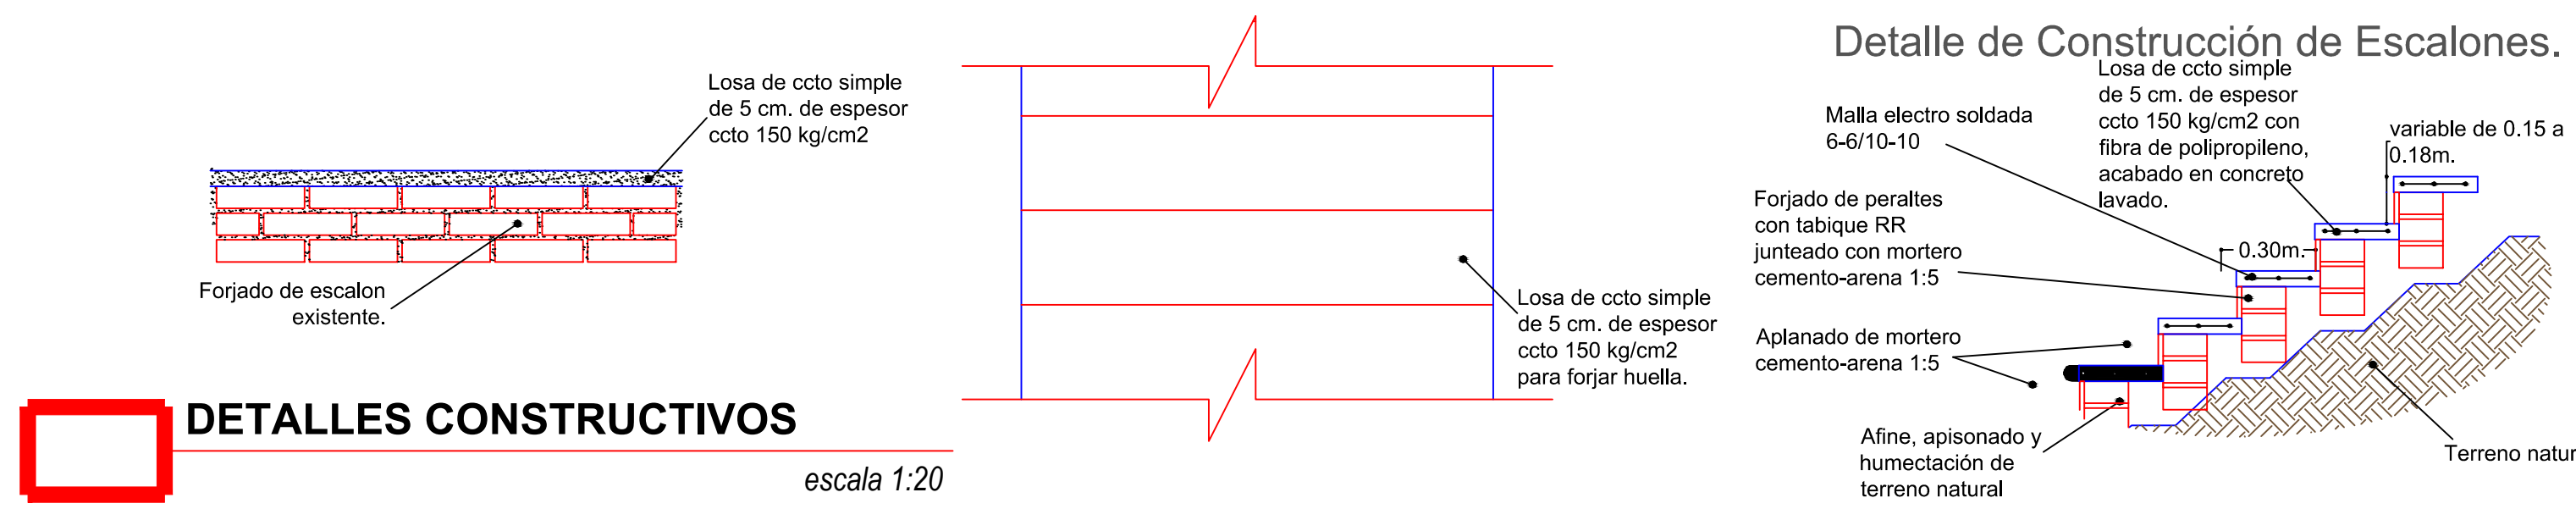 Losa de ccto simple
de 5 cm. de espesor
ccto 150 kg/cm2
Forjado de escalon
existente.
DETALLES CONSTRUCTIVOS
escala 1:20
Losa de ccto simple
de 5 cm. de espesor
ccto 150 kg/cm2
para forjar huella.
Detalle de Construcción de Escalones.
Losa de ccto simple
de 5 cm. de espesor
ccto 150 kg/cm2 con
fibra de polipropileno,
acabado en concreto
lavado.
Malla electro soldada
6-6/10-10
variable de 0.15 a
0.18m.
Forjado de peraltes
con tabique RR
junteado con mortero
cemento-arena 1:5
0.30m.
Aplanado de mortero
cemento-arena 1:5
Afine, apisonado y
humectación de
terreno natural
Terreno natur